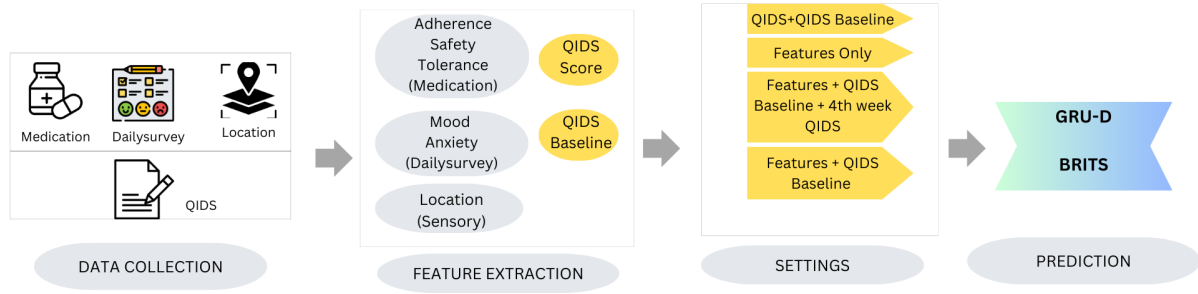 Medication
Dailysurvey
Location
QIDS
DATA COLLECTION
Adherence
Safety
Tolerance
(Medication)
QIDS
Score
Mood
Anxiety
(Dailysurvey)
QIDS
Baseline
Location
(Sensory)
FEATURE EXTRACTION
QIDS+QIDS Baseline
Features Only
Features + QIDS
Baseline + 4th week
QIDS
Features + QIDS
Baseline
SETTINGS
GRU-D
BRITS
PREDICTION